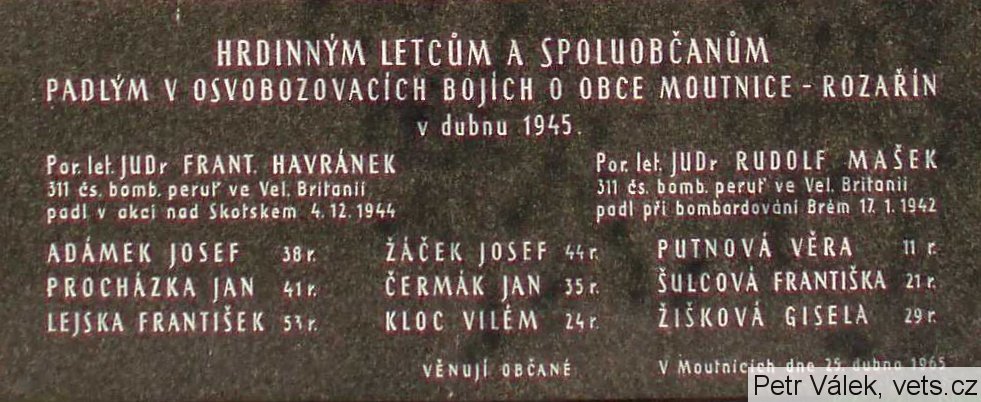 HRDINNÝM LETCŮM A SPOLUOBČANŮM
PADLÝM V OSVOBOZOVACÍCH BOJÍCH O OBCE MOUTNICE - ROZAŘÍN
v dubnu 1945.
Por. let. JUDr FRANT. HAVRÁNEK
311 čs. bomb. peruť ve Vel. Britanii
padl v akci nad Skotskem 4.12.1944
Por. let. JUDr RUDOLF MAŠEK
311 čs. bomb. peruť ve Vel. Britanii
padl při bombardování Brém 17.1.1942
ADÁMEK JOSEF 38 r. ŽÁČEK JOSEF 44 r. PUTNOVÁ VĚRA 11 r.
PROCHÁZKA JAN 41 r. ČERMÁK JAN 35 r. ŠULCOVÁ FRANTIŠKA 21 r.
LEJSKA FRANTIŠEK 53 r. KLOC VILÉM 24 r. ŽIŠKOVÁ GISELA 29 r.
VĚNUJÍ OBČANÉ V Moutnicích dne 25. dubna 1965
Petr Válek, vets.cz